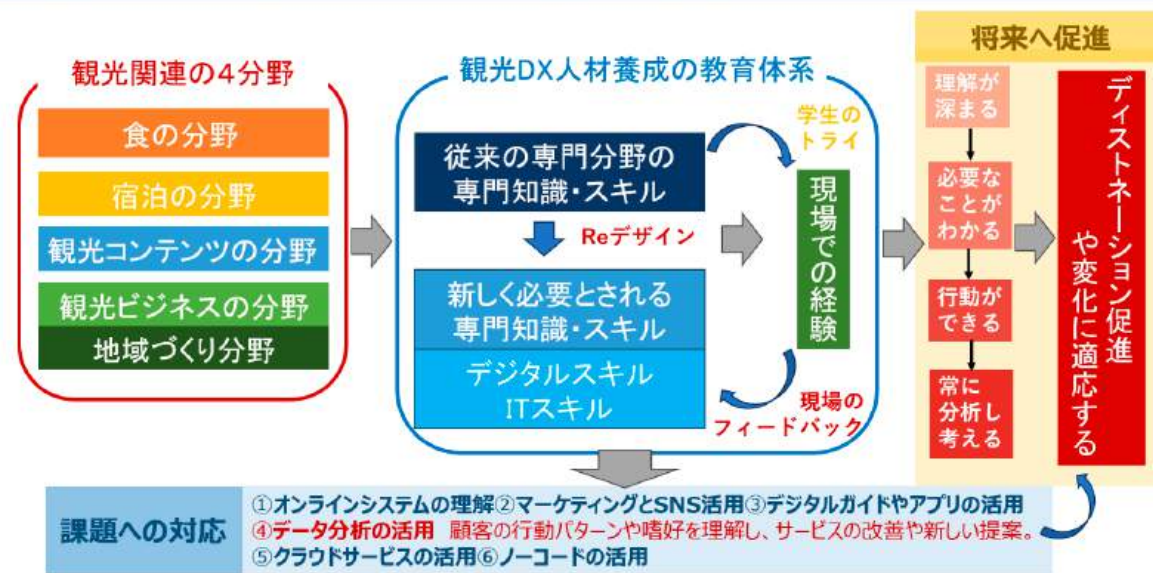 観光関連の4分野
食の分野
宿泊の分野
観光コンテンツの分野
観光ビジネスの分野
地域づくり分野
観光DX人材養成の教育体系
従来の専門分野の
専門知識・スキル
Reデザイン
新しく必要とされる
専門知識・スキル
デジタルスキル
ITスキル
学生の
トライ
現場での経験
現場の
フィードバック
将来へ促進
理解が
深まる
必要な
ことが
わかる
行動が
できる
常に
分析し
考える
ディストネーション促進
や変化に適応する
課題への対応
①オンラインシステムの理解②マーケティングとSNS活用③デジタルガイドやアプリの活用
④データ分析の活用 顧客の行動パターンや嗜好を理解し、サービスの改善や新しい提案。
⑤クラウドサービスの活用⑥ノーコードの活用